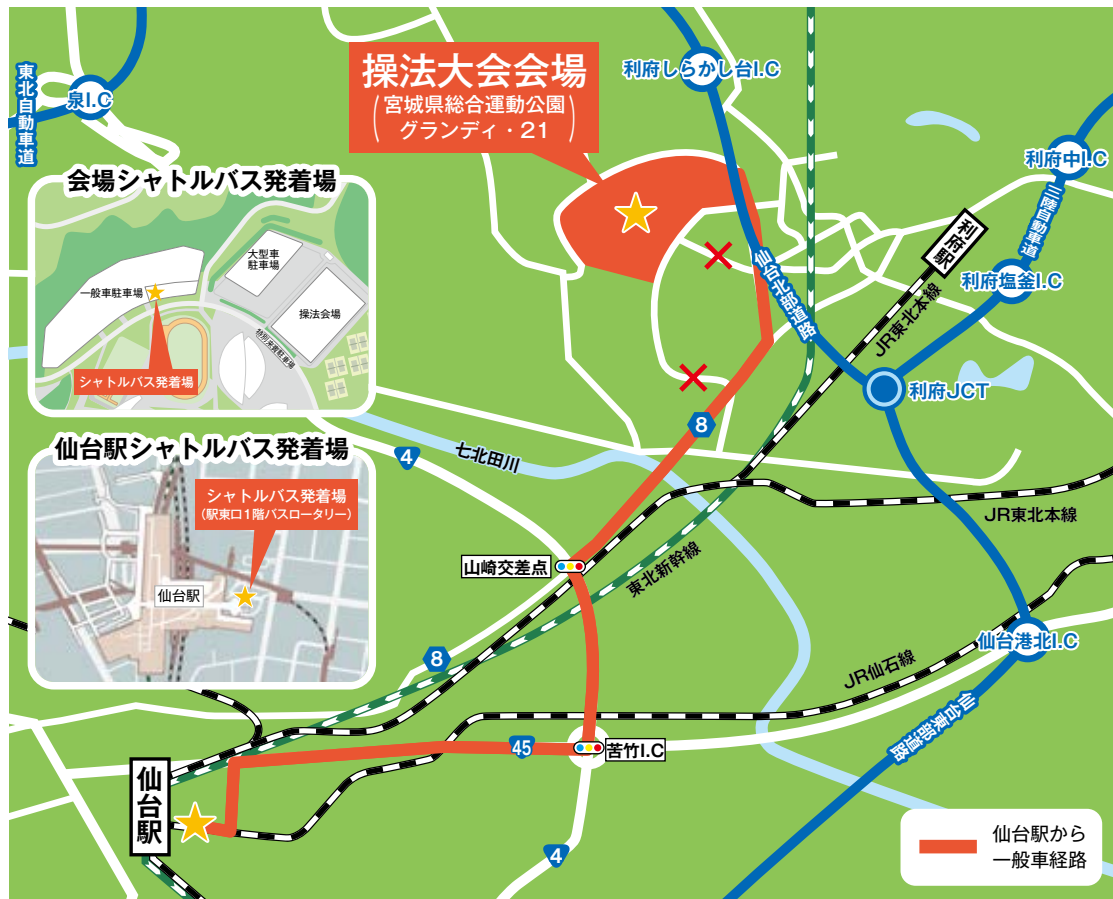 東北自動車道
泉I.C
操法大会会場
(宮城県総合運動公園
グランディ・21)
利府しらかし台I.C
利府中I.C
三陸自動車道
利府塩釜I.C
利府駅
JR東北本線
仙台北部道路
利府JCT
会場シャトルバス発着場
大型車
駐車場
一般車駐車場
操法会場
特別来賓駐車場
シャトルバス発着場
仙台駅シャトルバス発着場
シャトルバス発着場
(駅東口1階バスロータリー)
仙台駅
4
七北田川
8
JR東北本線
山崎交差点
東北新幹線
8
JR仙石線
仙台港北I.C
仙台東部道路
45
苦竹I.C
仙台駅
4
仙台駅から
一般車経路